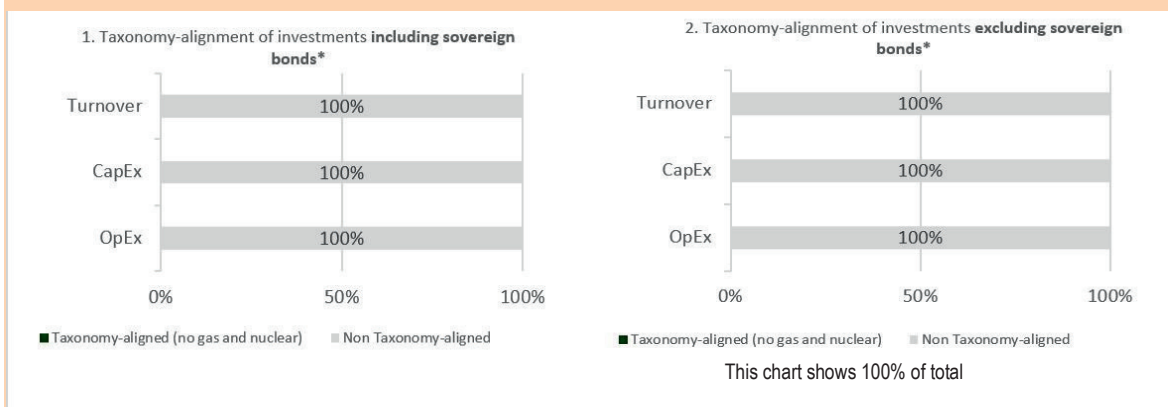 1. Taxonomy-alignment of investments including sovereign
bonds*
Turnover
100%
CapEx
100%
OpEx
100%
0%
50%
100%
Taxonomy-aligned (no gas and nuclear)
Non Taxonomy-aligned
2. Taxonomy-alignment of investments excluding sovereign
bonds*
Turnover
100%
CapEx
100%
OpEx
100%
0%
50%
100%
Taxonomy-aligned (no gas and nuclear)
Non Taxonomy-aligned
This chart shows 100% of total